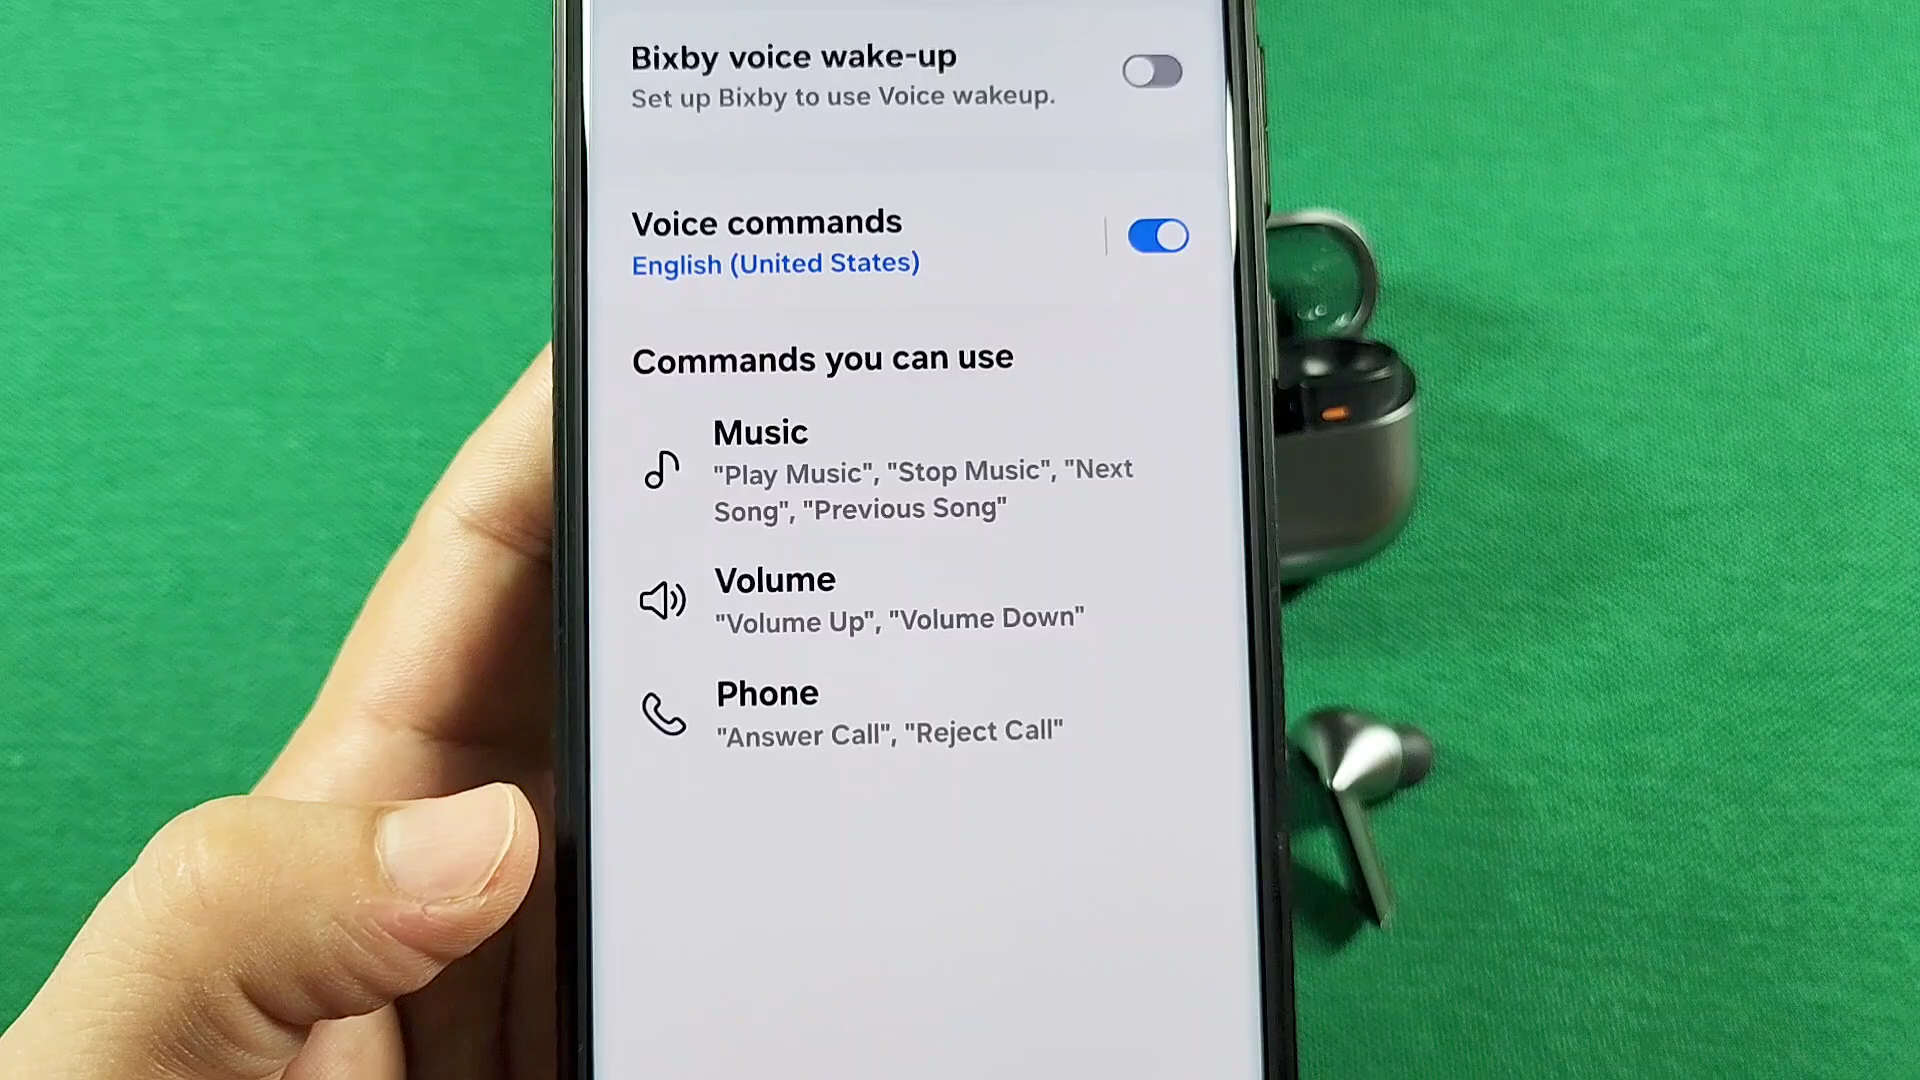 Bixby voice wake-up
Set up Bixby to use Voice wakeup.
Voice commands
English (United States)
Commands you can use
Music
"Play Music", "Stop Music", "Next
Song", "Previous Song"
Volume
"Volume Up", "Volume Down"
Phone
"Answer Call", "Reject Call"